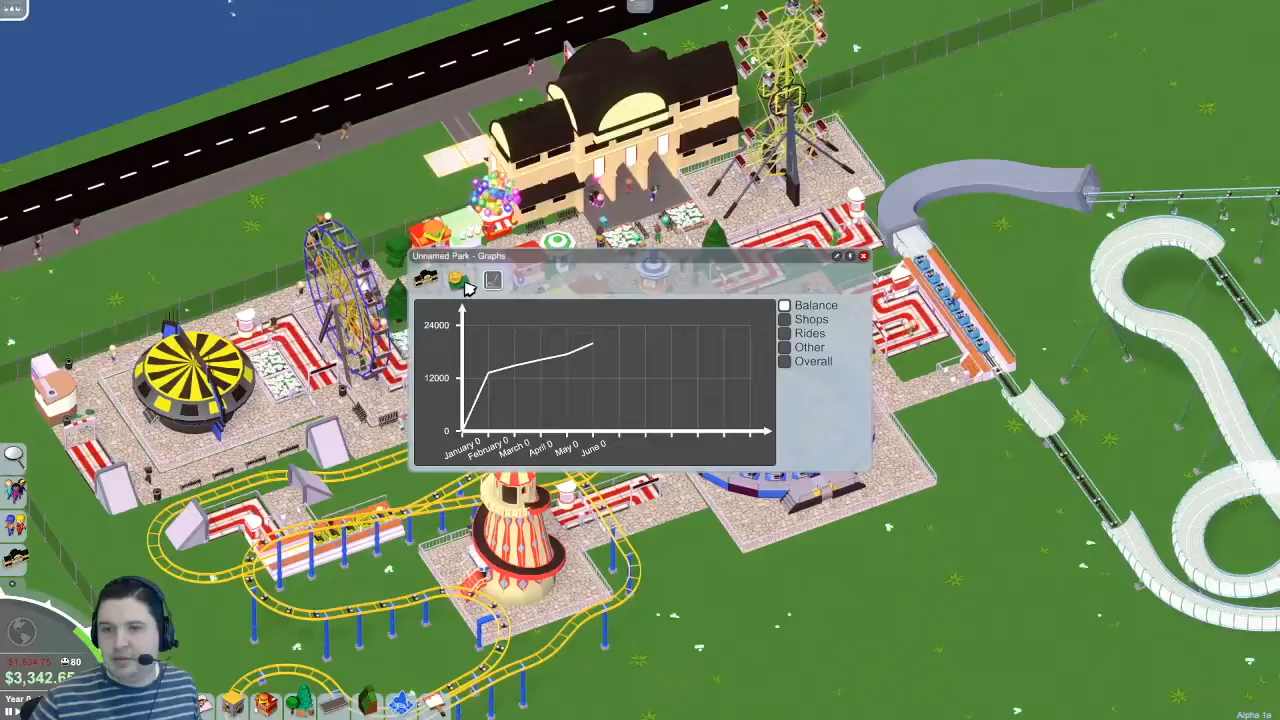 Unnamed Park - Graphs
24000
12000
0
January 0
February 0
March 0
April 0
May 0
June 0
Balance
Shops
Rides
Other
Overall
80
$3,342.65
Year
Alpha 1a